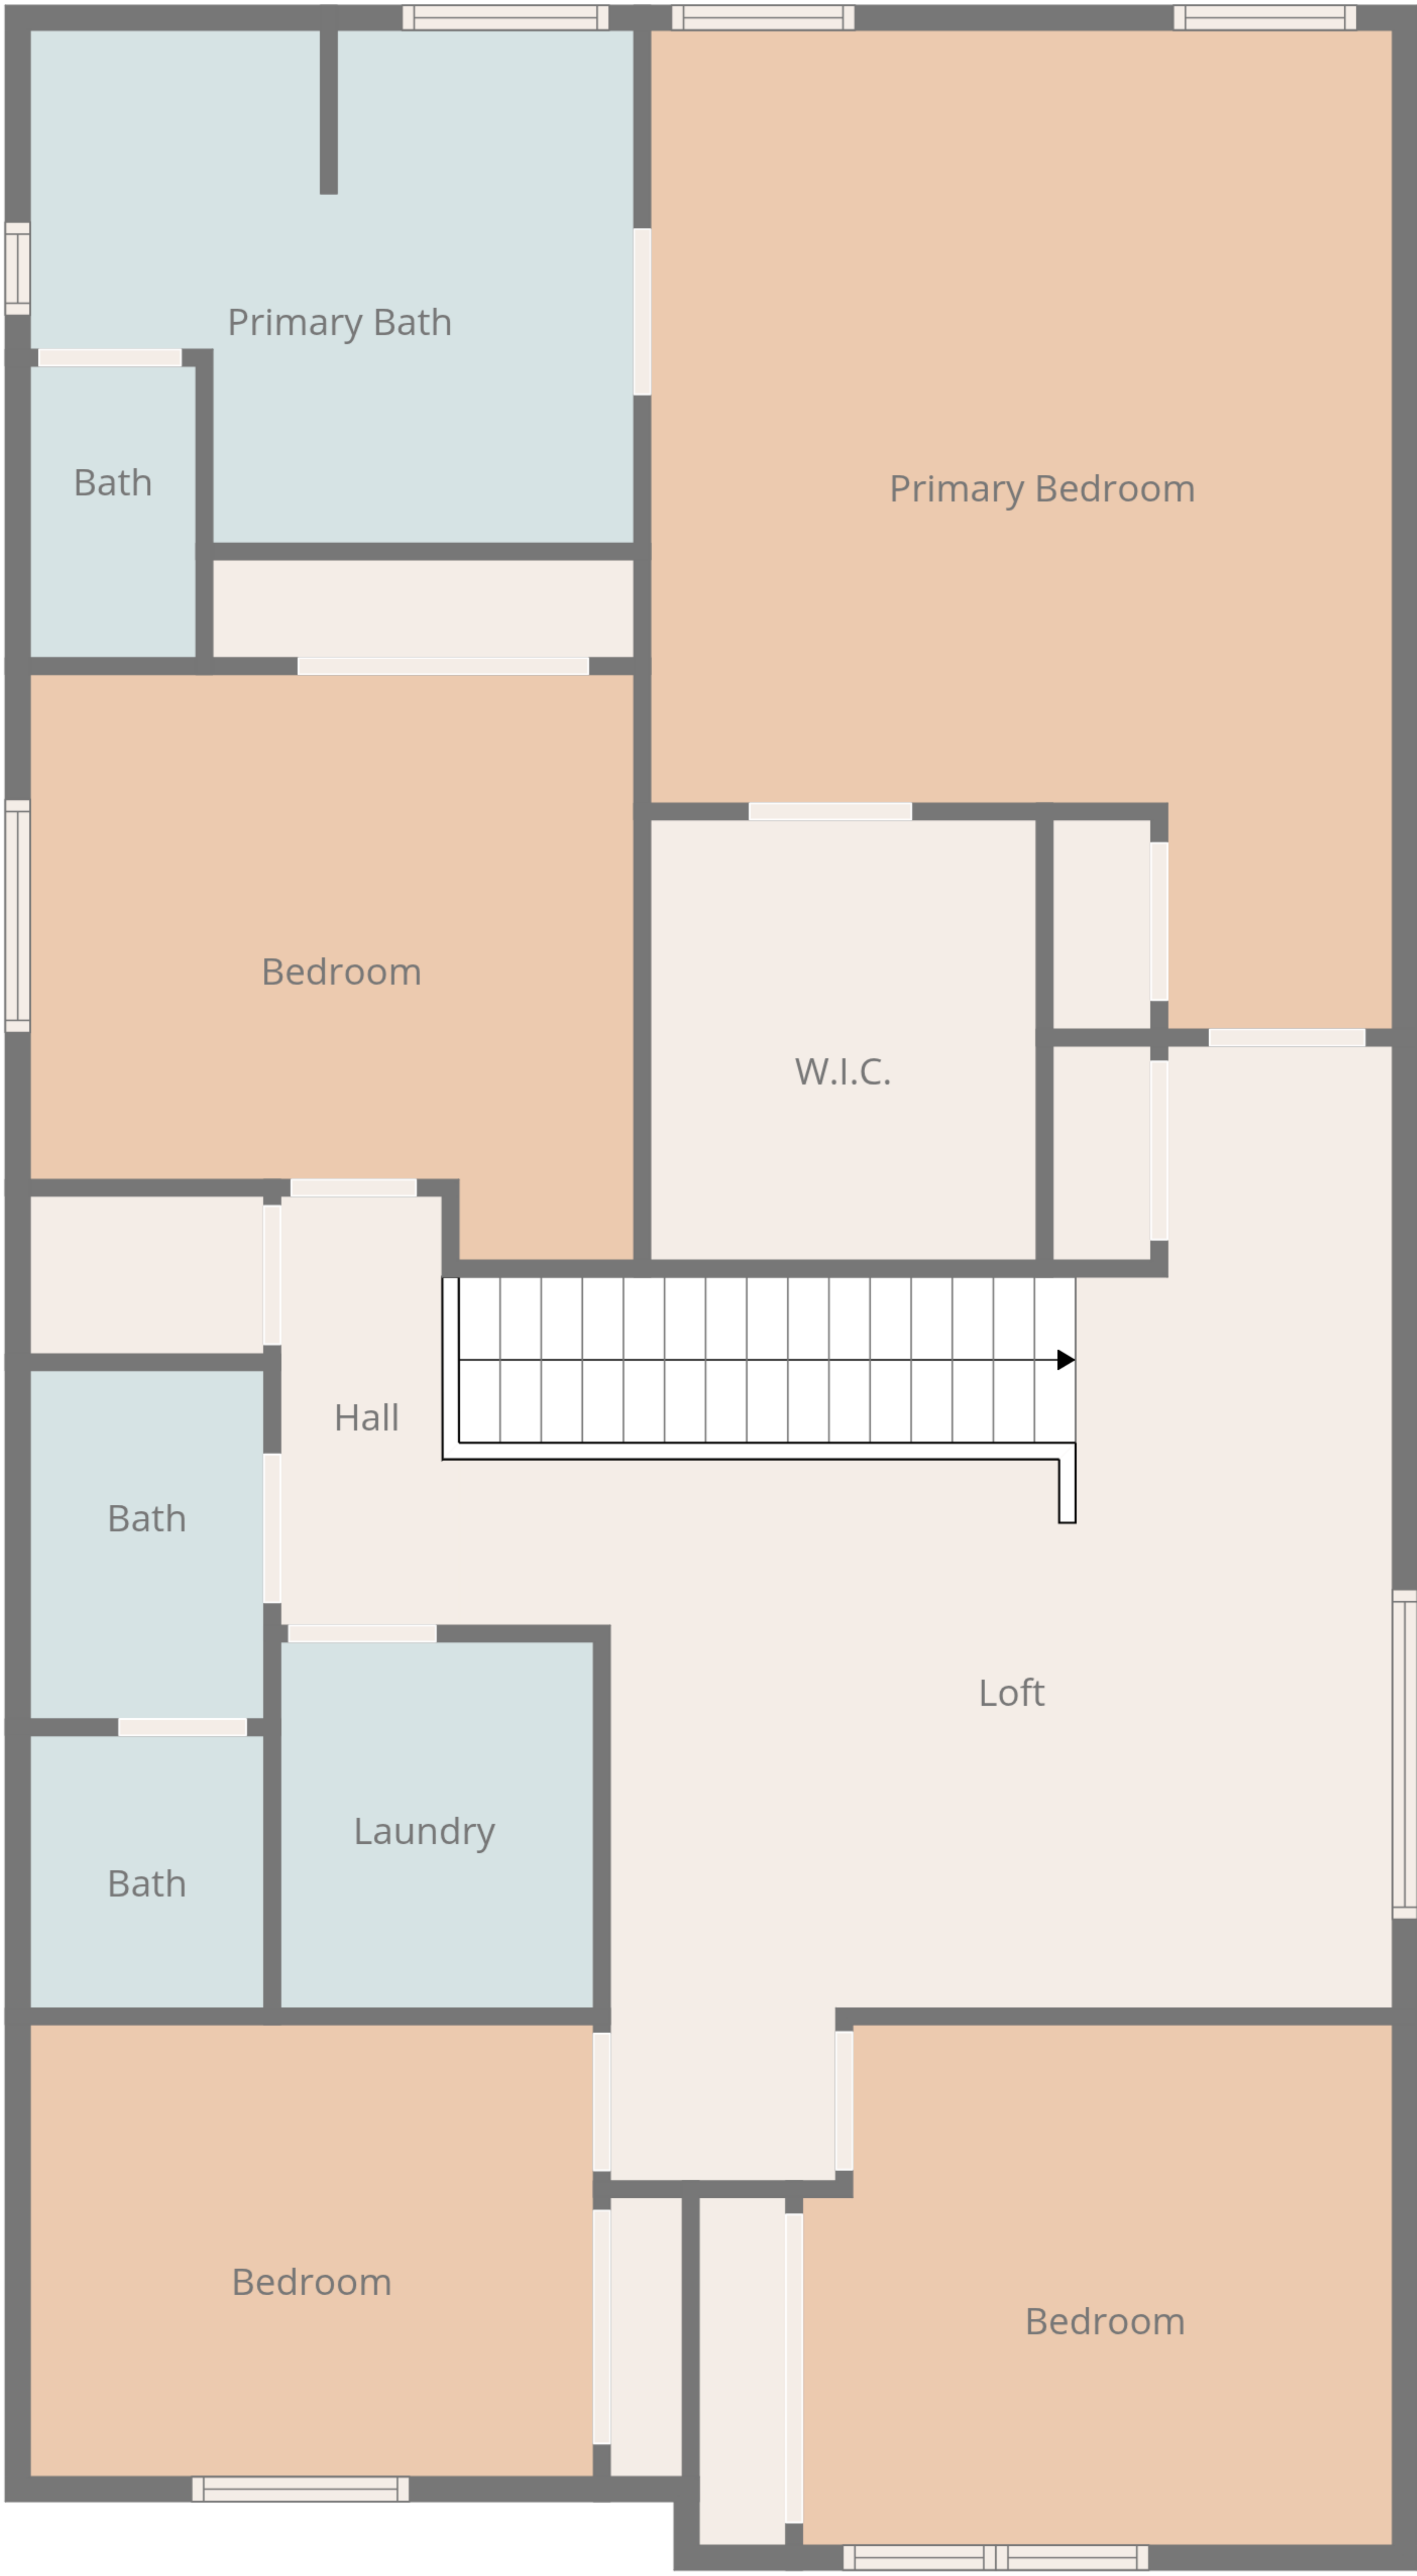 Primary Bath
Bath
Primary Bedroom
Bedroom
W.I.C.
Hall
Bath
Loft
Laundry
Bath
Bedroom
Bedroom